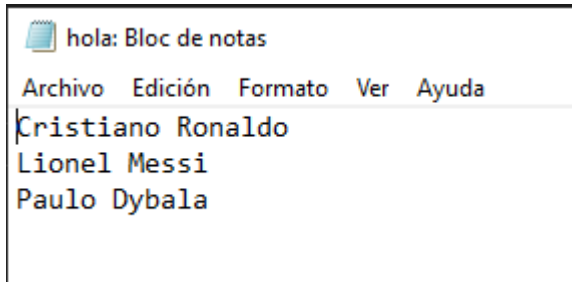 hola: Bloc de notas
Archivo Edición Formato Ver Ayuda
Cristiano Ronaldo
Lionel Messi
Paulo Dybala